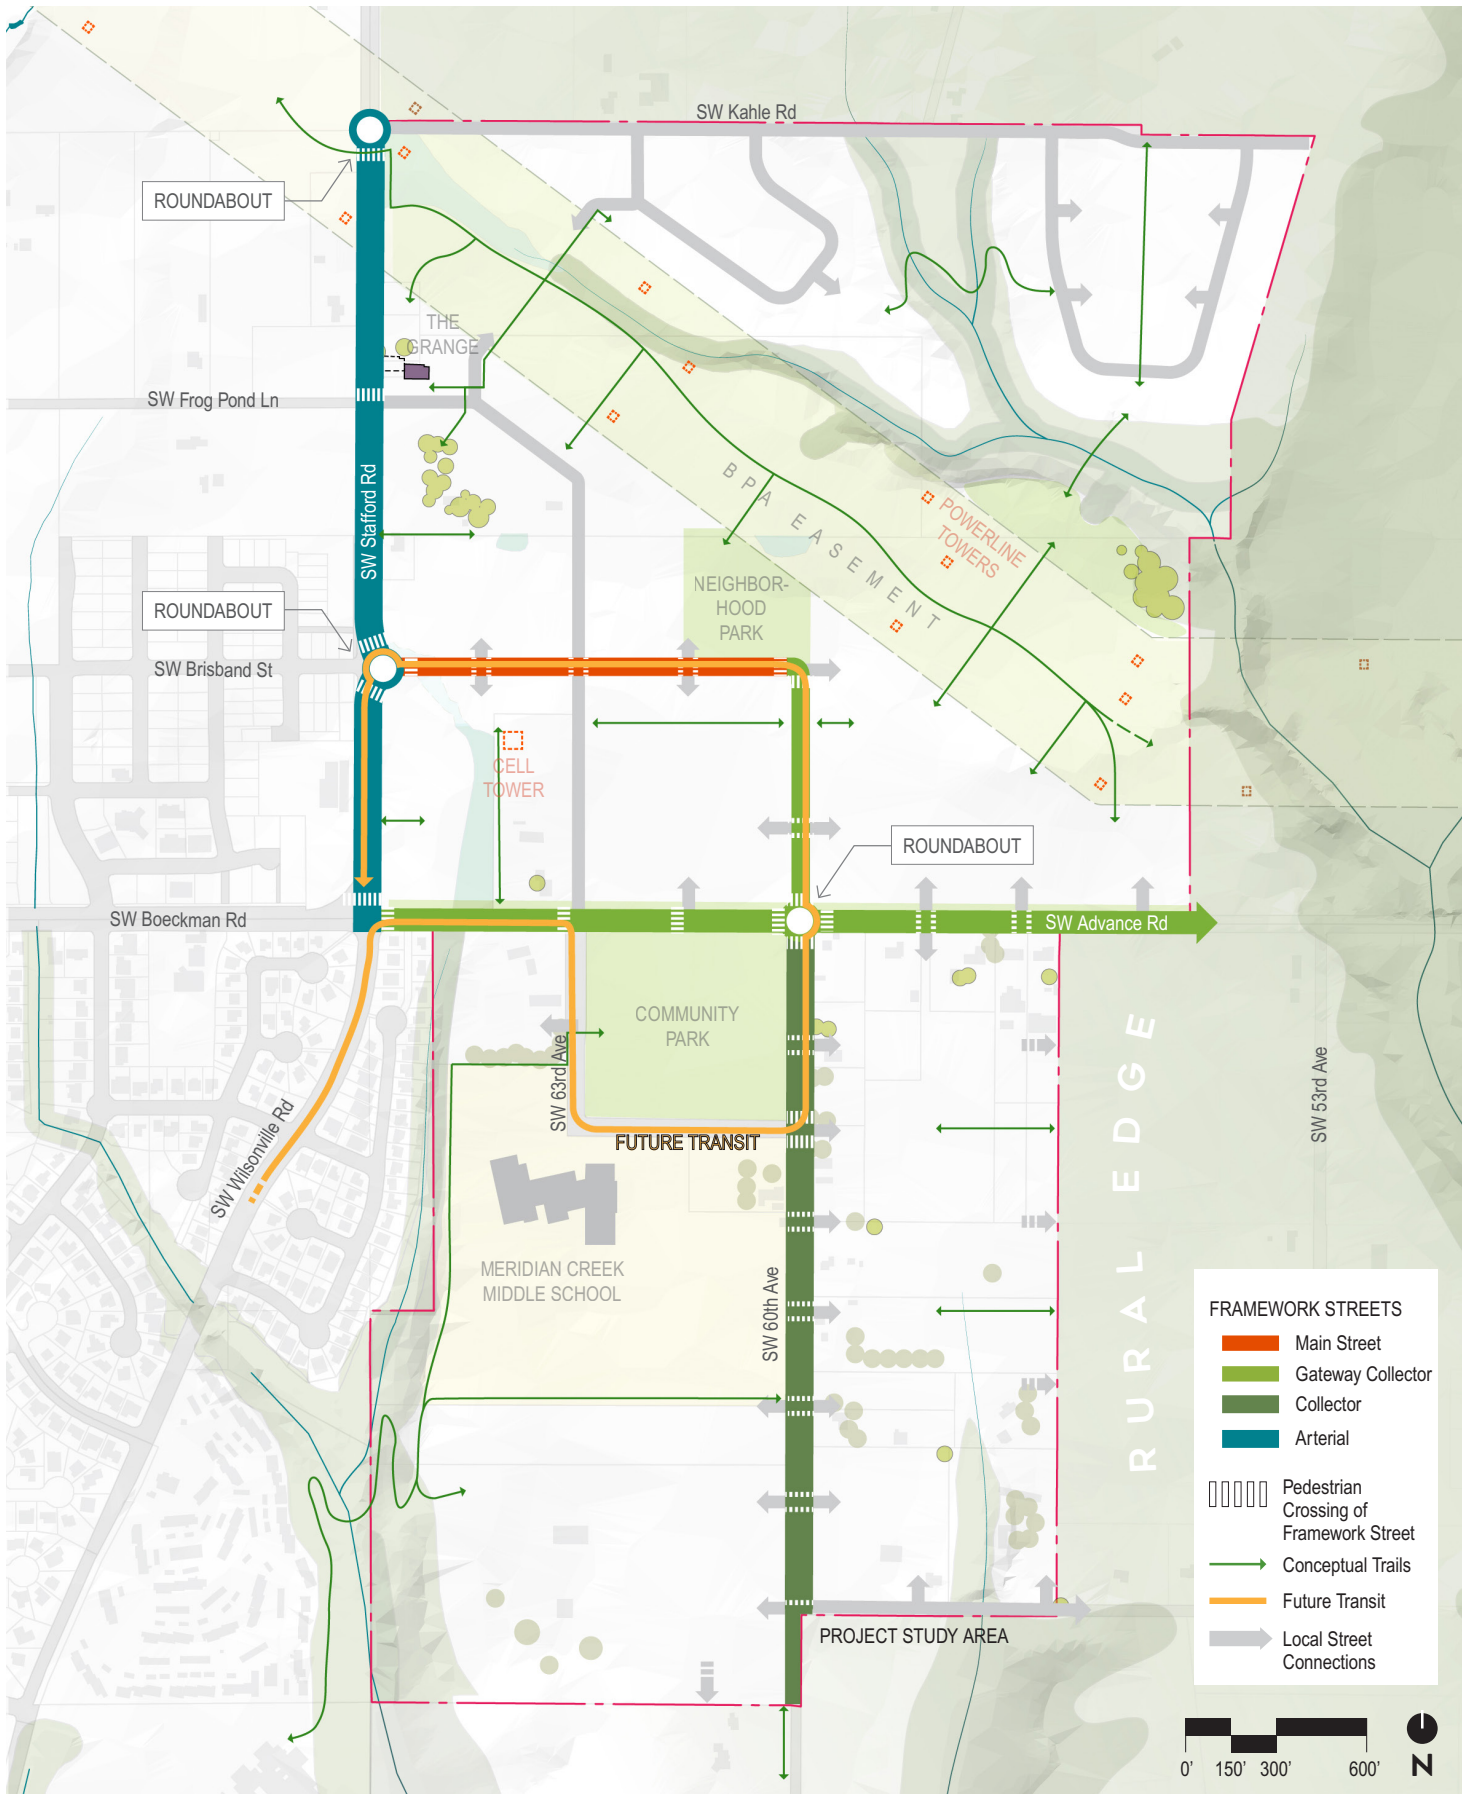 SW Kahle Rd
ROUNDABOUT
THE
GRANGE
SW Frog Pond Ln
SW Stafford Rd
BPA EASEMENT
POWERLINE
TOWERS
NEIGHBOR-
HOOD
PARK
ROUNDABOUT
SW Brisband St
CELL
TOWER
ROUNDABOUT
SW Boeckman Rd
SW Advance Rd
COMMUNITY
PARK
SW 63rd Ave
FUTURE TRANSIT
SW Wilsonville Rd
MERIDIAN CREEK
MIDDLE SCHOOL
SW 60th Ave
RURAL EDGE
SW 53rd Ave
PROJECT STUDY AREA
FRAMEWORK STREETS
Main Street
Gateway Collector
Collector
Arterial
Pedestrian
Crossing of
Framework Street
Conceptual Trails
Future Transit
Local Street
Connections
0' 150' 300' 600'
N